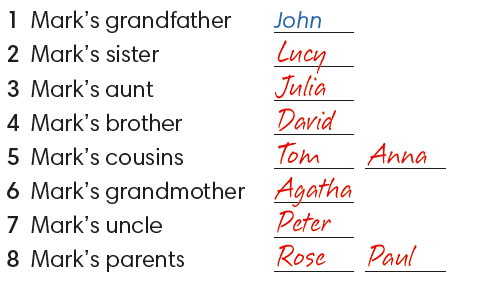 1 Mark's grandfather John
2 Mark's sister Lucy
3 Mark's aunt Julia
4 Mark's brother David
5 Mark's cousins Tom Anna
6 Mark's grandmother Agatha
7 Mark's uncle Peter
8 Mark's parents Rose Paul